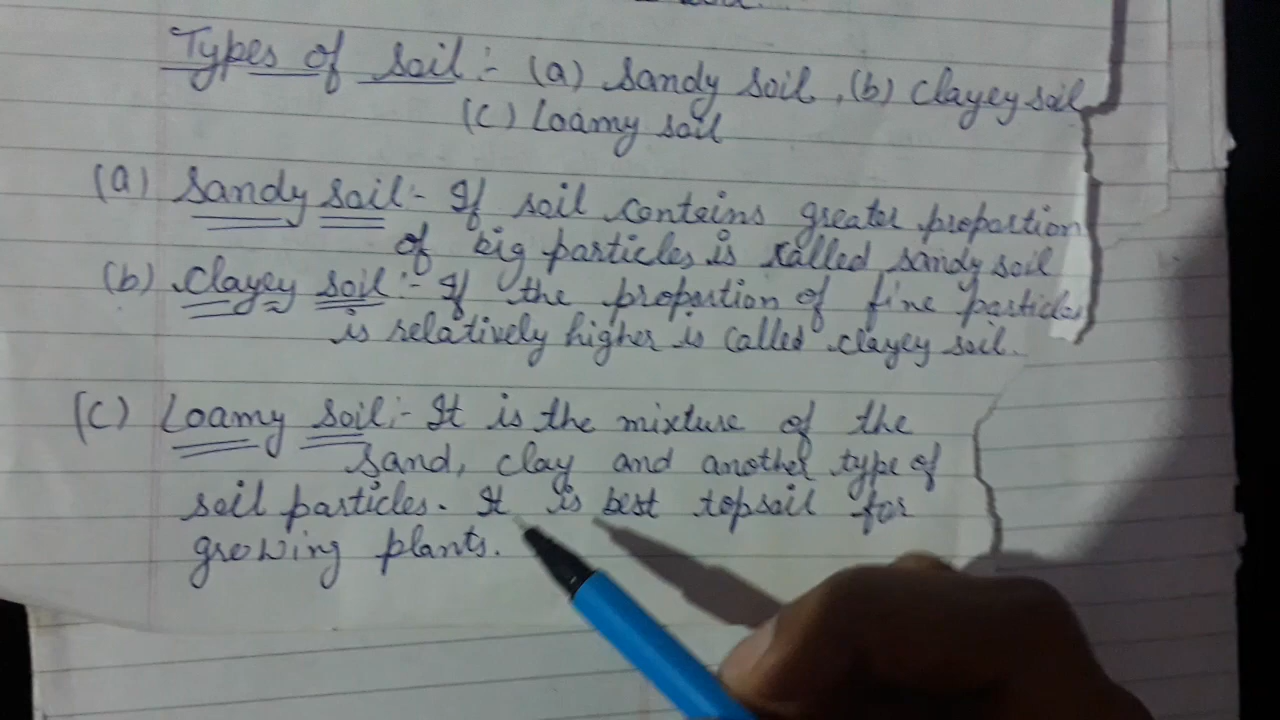 Types of soil :- (a) Sandy soil, (b) Clayey soil
(c) Loamy soil
(a) Sandy soil :- If soil contains greater proportion
of big particles is called sandy soil
(b) Clayey soil :- If the proportion of fine particles
is relatively higher is called clayey soil.
(c) Loamy soil :- It is the mixture of the
sand, clay and another type of
soil particles. It is best topsoil for
growing plants.